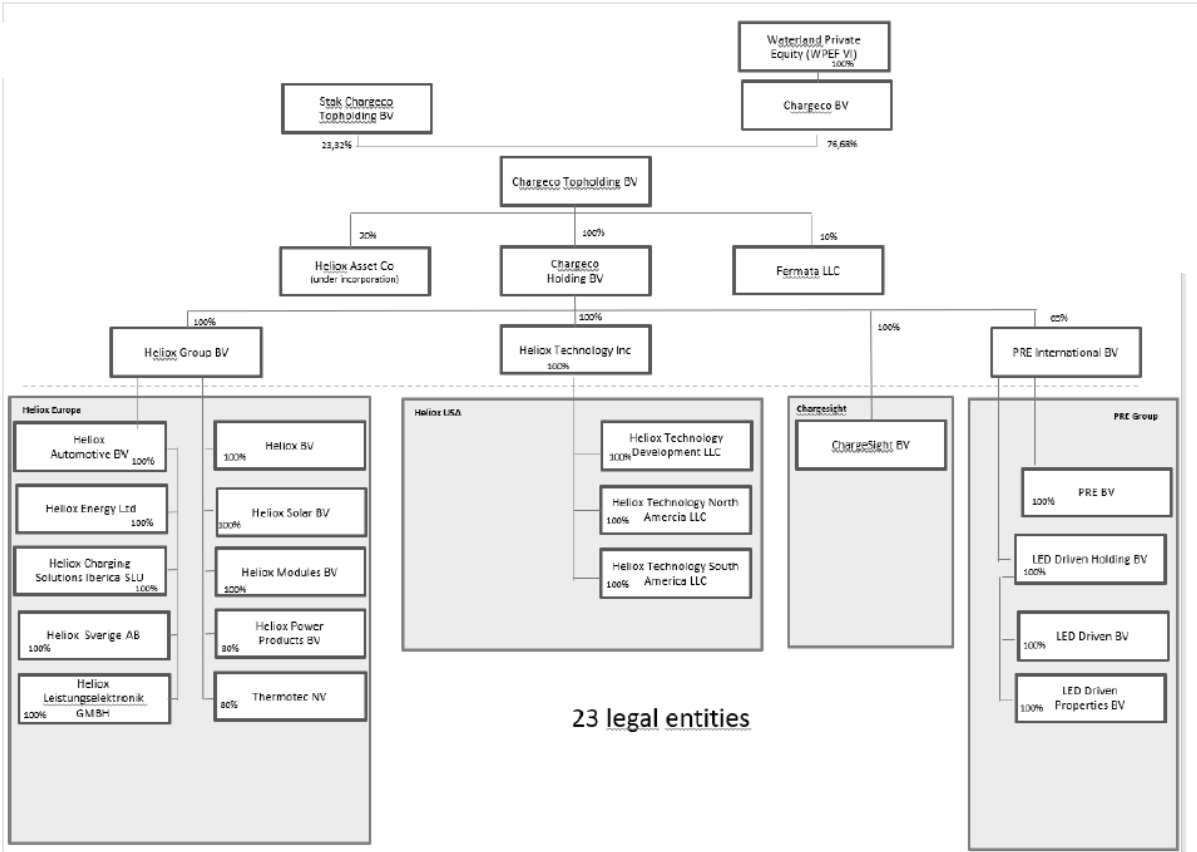 Waterland Private
Equity (WPEF VI)
100%
Stak Chargeco
Topholding BV
Chargeco BV
23,32%
76,68%
Chargeco Topholding BV
20%
100%
10%
Heliox Asset Co
(under incorporation)
Chargeco
Holding BV
Fermata LLC
100%
100%
100%
Heliox Group BV
Heliox Technology Inc
100%
PRE International BV
Heliox Europa
Heliox USA
Chargesight
PRE Group
Heliox
Automotive BV
100%
Heliox Energy Ltd
100%
Heliox Charging
Solutions Iberica SLU
100%
Heliox Sverige AB
100%
Heliox
Leistungselektronik
GMBH
100%
Heliox BV
100%
Heliox Solar BV
100%
Heliox Modules BV
100%
Heliox Power
Products BV
80%
Thermotec NV
80%
Heliox Technology
Development LLC
100%
Heliox Technology North
Amercia LLC
100%
Heliox Technology South
America LLC
100%
ChargeSight BV
100%
PRE BV
100%
LED Driven Holding BV
100%
LED Driven BV
100%
LED Driven
Properties BV
100%
23 legal entities